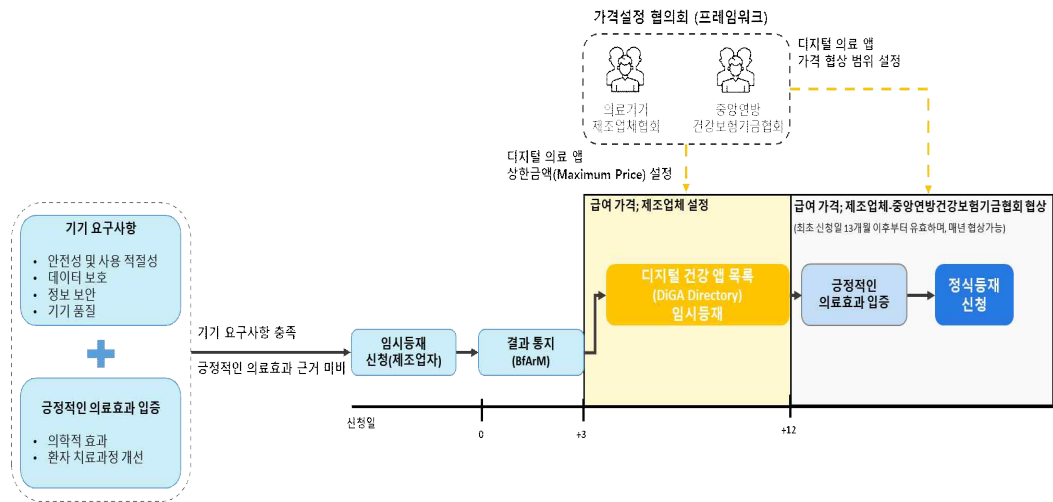 가격설정 협의회 (프레임워크)
의료기기
제조업체협회
중앙연방
건강보험기금협회
디지털 의료 앱
가격 협상 범위 설정
디지털 의료 앱
상한금액(Maximum Price) 설정
기기 요구사항
• 안전성 및 사용 적절성
• 데이터 보호
• 정보 보안
• 기기 품질
긍정적인 의료효과 입증
• 의학적 효과
• 환자 치료과정 개선
기기 요구사항 충족
긍정적인 의료효과 근거 미비
임시등재
신청(제조업자)
결과 통지
(BfArM)
급여 가격; 제조업체 설정
디지털 건강 앱 목록
(DiGA Directory)
임시등재
급여 가격; 제조업체-중앙연방건강보험기금협회 협상
(최초 신청일 13개월 이후부터 유효하며, 매년 협상가능)
긍정적인
의료효과 입증
정식등재
신청
신청일
0
+3
+12